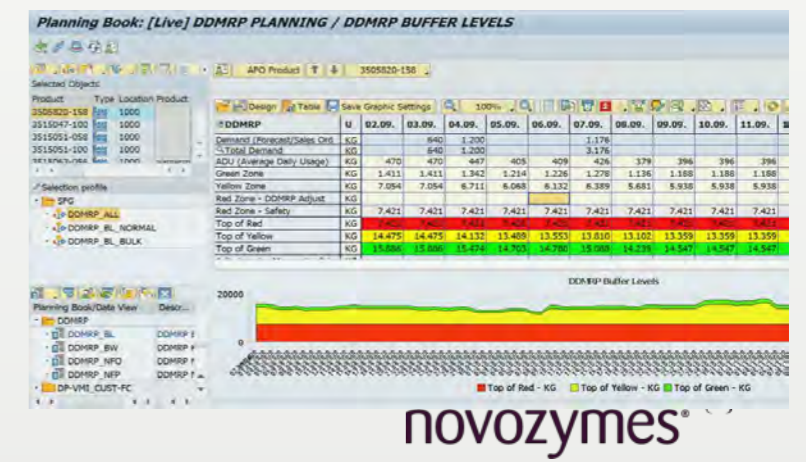 Planning Book: [Live] DDMRP PLANNING / DDMRP BUFFER LEVELS
APO Product 3505820-158
Selected Objects
Product Type Location Product
3505820-158 1000
3515047-100 1000
3515051-058 1000
3515051-100 1000
1000
Design Table Save Graphic Settings 100%
DDMRP U 02.09. 03.09. 04.09. 05.09. 06.09. 07.09. 08.09. 09.09. 10.09. 11.09.
Demand (Forecast/Sales Ord KG 640 1.200 1.176
Total Demand KG 640 1.200 3.176
ADU (Average Daily Usage) KG 470 470 447 405 409 426 379 396 396 396
Green Zone KG 1.411 1.411 1.342 1.214 1.226 1.278 1.136 1.188 1.188 1.188
Yellow Zone KG 7.054 7.054 6.711 6.068 6.132 6.389 5.681 5.938 5.938 5.938
Red Zone - DDMRP Adjust KG
Red Zone - Safety KG 7.421 7.421 7.421 7.421 7.421 7.421 7.421 7.421 7.421 7.421
Top of Red KG
Top of Yellow KG 14.475 14.475 14.132 13.489 13.553 13.810 13.102 13.359 13.359 13.359
Top of Green KG 15.886 15.886 15.474 14.703 14.780 15.088 14.239 14.547 14.547 14.547
Selection profile
SPG
DDMRP_ALL
DDMRP_BL_NORMAL
DDMRP_BL_BULK
Planning Book/Data View Descr...
DDMRP
DDMRP_BL DDMRP
DDMRP_BW DDMRP
DDMRP_NFO DDMRP
DDMRP_NFP DDMRP
DP-VMI_CUST-FC
DDMRP Buffer Levels
20000
0
Top of Red - KG Top of Yellow - KG Top of Green - KG
novozymes